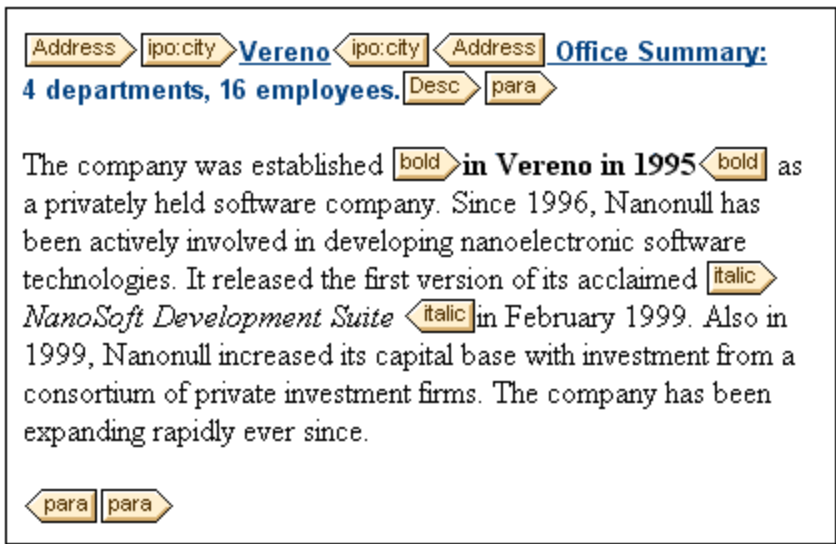 Address ipo:city Vereno ipo:city Address Office Summary:
4 departments, 16 employees. Desc para
The company was established bold in Vereno in 1995 bold as
a privately held software company. Since 1996, Nanonull has
been actively involved in developing nanoelectronic software
technologies. It released the first version of its acclaimed italic
NanoSoft Development Suite italic in February 1999. Also in
1999, Nanonull increased its capital base with investment from a
consortium of private investment firms. The company has been
expanding rapidly ever since.
para para